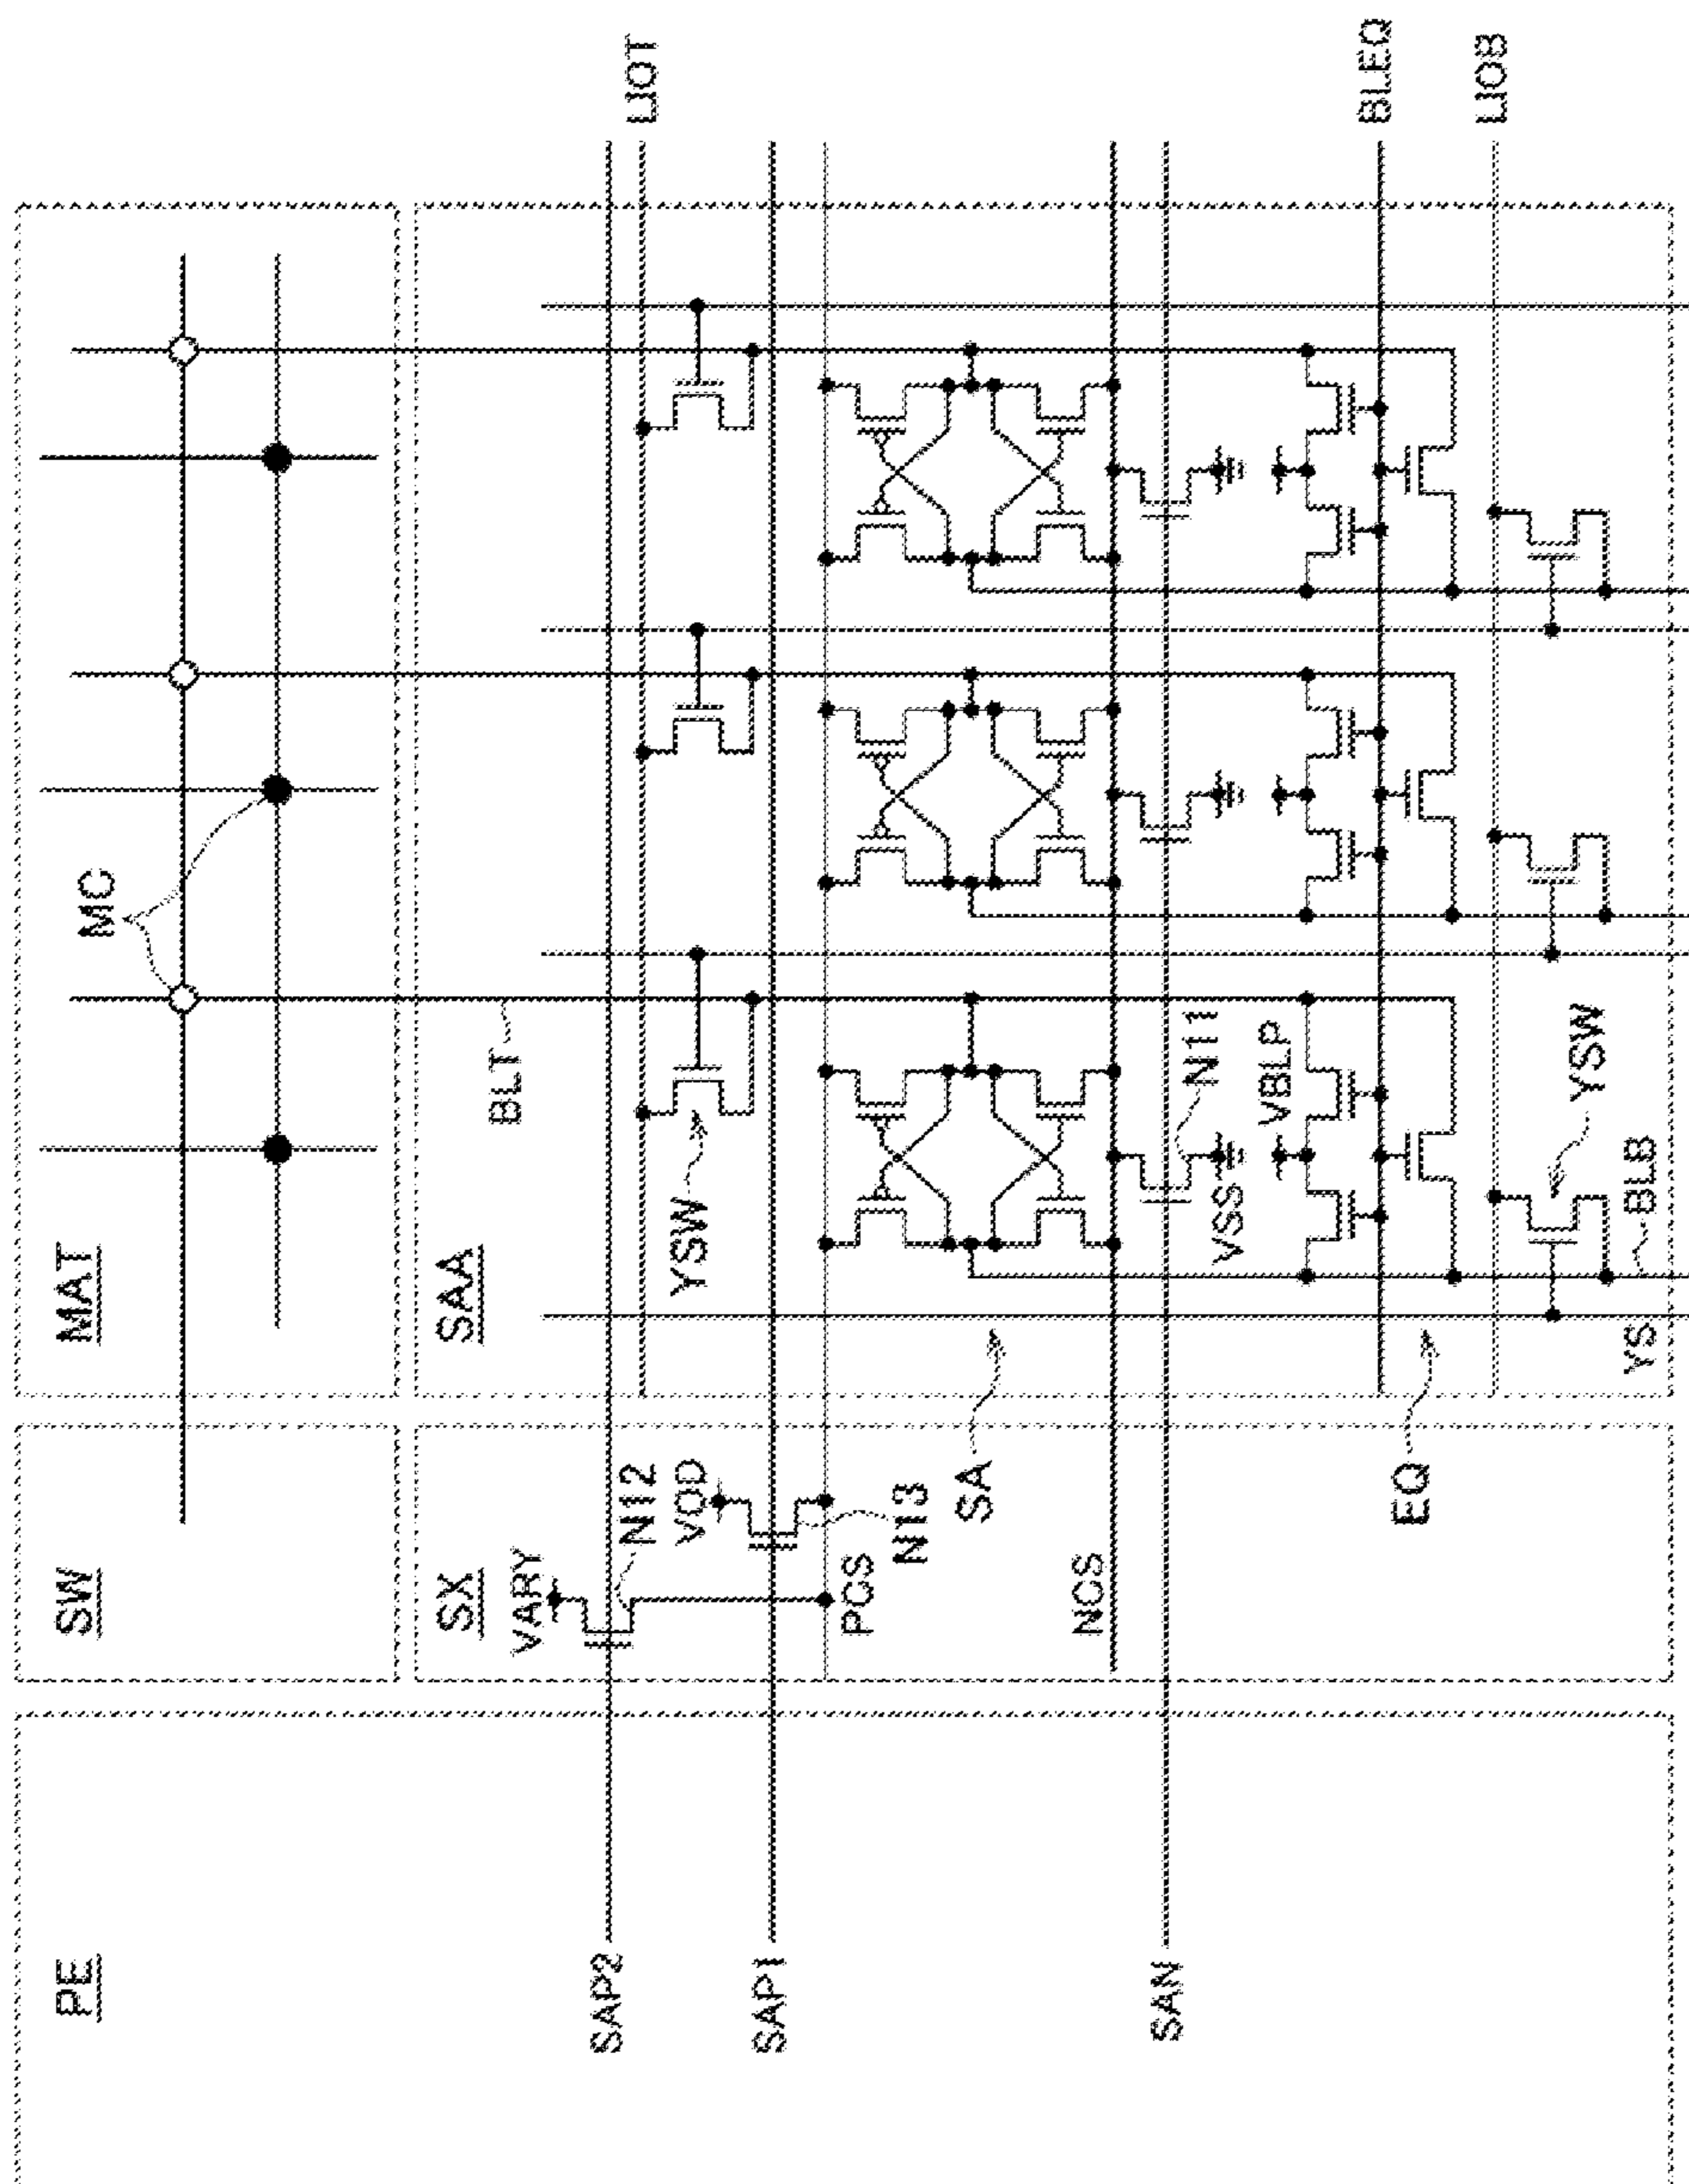 PE
SW
MAT
MC
SX
SAA
VARY
N12
VOD
N13
BLT
LIOT
YSW
SAP2
SAP1
PCS
SA
NCS
N11
VSS
VBLP
SAN
EQ
BLEQ
LIOB
YSW
YS
BLB